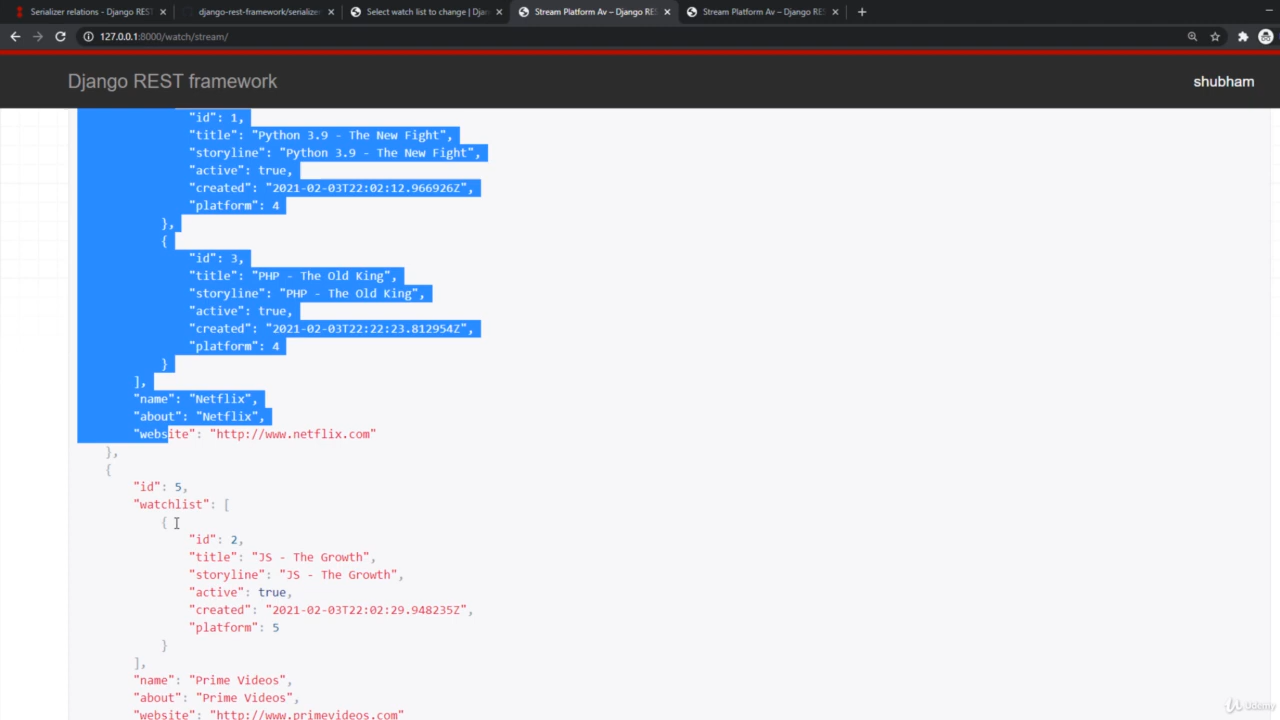 Serializer relations - Django REST
django-rest-framework/serializer
Select watch list to change | Djan
Stream Platform Av – Django RES
Stream Platform Av – Django RES
127.0.0.1:8000/watch/stream/
Django REST framework
shubham
"id": 1,
"title": "Python 3.9 - The New Fight",
"storyline": "Python 3.9 - The New Fight",
"active": true,
"created": "2021-02-03T22:02:12.966926Z",
"platform": 4
},
{
"id": 3,
"title": "PHP - The Old King",
"storyline": "PHP - The Old King",
"active": true,
"created": "2021-02-03T22:22:23.812954Z",
"platform": 4
}
],
"name": "Netflix",
"about": "Netflix",
"website": "http://www.netflix.com"
},
{
"id": 5,
"watchlist": [
{
"id": 2,
"title": "JS - The Growth",
"storyline": "JS - The Growth",
"active": true,
"created": "2021-02-03T22:02:29.948235Z",
"platform": 5
}
],
"name": "Prime Videos",
"about": "Prime Videos",
"website": "http://www.primevideos.com"
Udemy